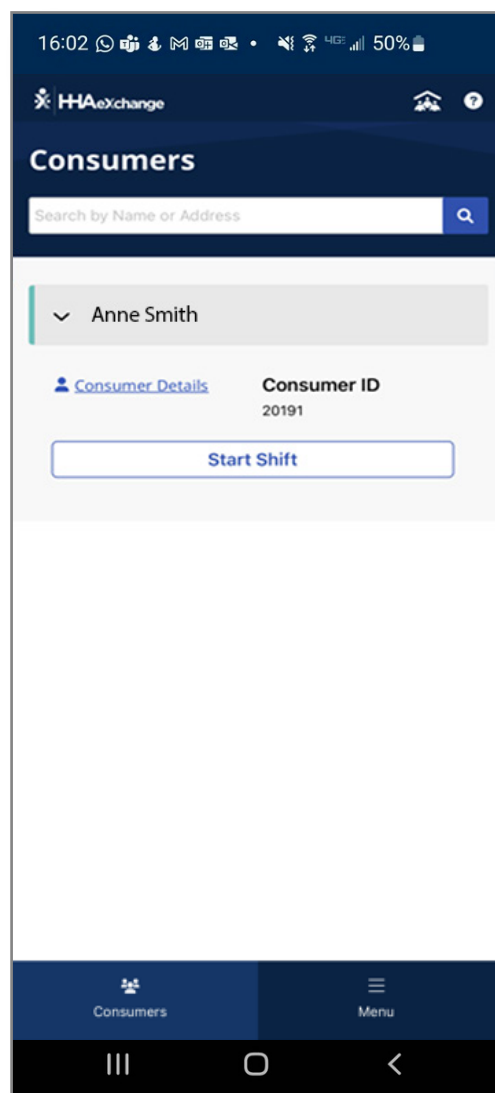 16:02 4GE 50%
HHAeXchange
Consumers
Search by Name or Address
Anne Smith
Consumer Details
Consumer ID
20191
Start Shift
Consumers
Menu